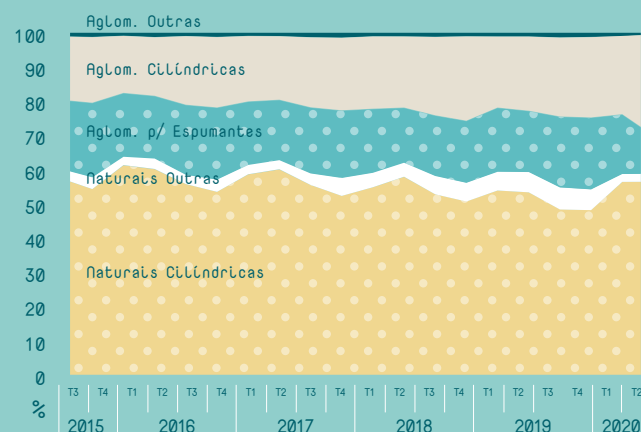 Aglom. Outras
100
90
Aglom. Cilíndricas
80
70
Aglom. p/ Espumantes
60
Naturais Outras
50
40
30
Naturais Cilíndricas
20
10
0
%
T3 T4 T1 T2 T3 T4 T1 T2 T3 T4 T1 T2 T3 T4 T1 T2 T3 T4 T1 T2
2015 2016 2017 2018 2019 2020